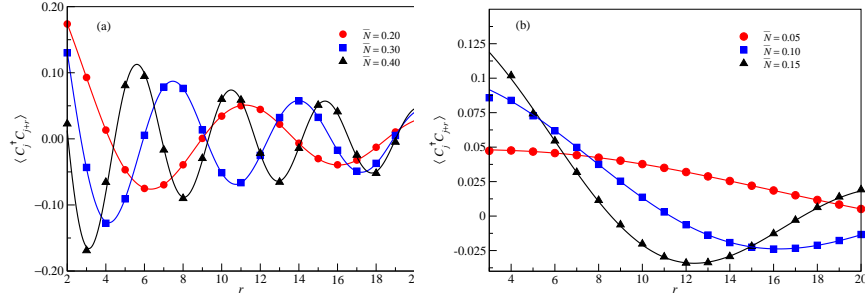 0.20
0.10
0.00
-0.10
-0.20
⟨ C†j Cj+r ⟩
(a)
N̄ = 0.20
N̄ = 0.30
N̄ = 0.40
2 4 6 8 10 12 14 16 18 2
r
0.125
0.1
0.075
0.05
0.025
0
-0.025
⟨ C†j Cj+r ⟩
(b)
N̄ = 0.05
N̄ = 0.10
N̄ = 0.15
4 6 8 10 12 14 16 18 20
r